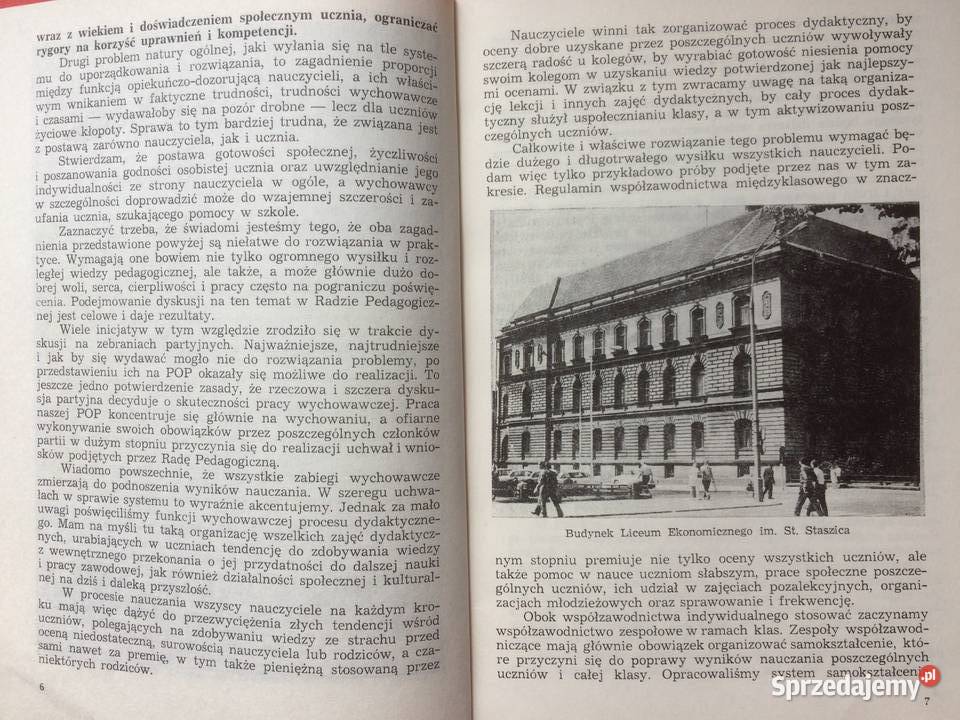 wraz z wiekiem i doświadczeniem społecznym ucznia, ograniczać
rygory na korzyść uprawnień i kompetencji.
Drugi problem natury ogólnej, jaki wyłania się na tle syste-
mu do uporządkowania i rozwiązania, to zagadnienie proporcji
między funkcją opiekuńczo-dozorującą nauczycieli, a ich właści-
wym wnikaniem w faktyczne trudności, trudności wychowawcze
i czasami — wydawałoby się na pozór drobne — lecz dla uczniów
życiowe kłopoty. Sprawa to tym bardziej trudna, że związana jest
z postawą zarówno nauczyciela, jak i ucznia.
Stwierdzam, że postawa gotowości społecznej, życzliwości
i poszanowania godności osobistej ucznia oraz uwzględnianie jego
indywidualności ze strony nauczyciela w ogóle, a wychowawcy
w szczególności doprowadzić może do wzajemnej szczerości i za-
ufania ucznia, szukającego pomocy w szkole.
Zaznaczyć trzeba, że świadomi jesteśmy tego, że oba zagad-
nienia przedstawione powyżej są niełatwe do rozwiązania w prak-
tyce. Wymagają one bowiem nie tylko ogromnego wysiłku i roz-
ległej wiedzy pedagogicznej, ale także, a może głównie dużo do-
brej woli, serca, cierpliwości i pracy często na pograniczu poświę-
cenia. Podejmowanie dyskusji na ten temat w Radzie Pedagogicz-
nej jest celowe i daje rezultaty.
Wiele inicjatyw w tym względzie zrodziło się w trakcie dy-
skusji na zebraniach partyjnych. Najważniejsze, najtrudniejsze
i jak by się wydawać mogło nie do rozwiązania problemy, po
przedstawieniu ich na POP okazały się możliwe do realizacji. To
jeszcze jedno potwierdzenie zasady, że rzeczowa i szczera dysku-
sja partyjna decyduje o skuteczności pracy wychowawczej. Praca
naszej POP koncentruje się głównie na wychowaniu, a ofiarne
wykonywanie swoich obowiązków przez poszczególnych członków
partii w dużym stopniu przyczynia się do realizacji uchwał i wnio-
sków podjętych przez Radę Pedagogiczną.
Wiadomo powszechnie, że wszystkie zabiegi wychowawcze
zmierzają do podnoszenia wyników nauczania. W szeregu uchwa-
łach w sprawie systemu to wyraźnie akcentujemy. Jednak za mało
uwagi poświęciliśmy funkcji wychowawczej procesu dydaktyczne-
go. Mam na myśli tu taką organizację wszelkich zajęć dydaktycz-
nych, urabiających w uczniach tendencję do zdobywania wiedzy
z wewnętrznego przekonania o jej przydatności do dalszej nauki
i pracy zawodowej, jak również działalności społecznej i kultural-
nej na dziś i daleką przyszłość.
W procesie nauczania wszyscy nauczyciele na każdym kro-
ku mają więc dążyć do przezwyciężenia złych tendencji wśród
uczniów, polegających na zdobywaniu wiedzy ze strachu przed
oceną niedostateczną, surowością nauczyciela lub rodziców, a cza-
sami nawet za premię, w tym także pieniężną stosowaną przez
niektórych rodziców.
6
Nauczyciele winni tak zorganizować proces dydaktyczny, by
oceny dobre uzyskane przez poszczególnych uczniów wywoływały
szczerą radość u kolegów, by wyrabiać gotowość niesienia pomocy
swoim kolegom w uzyskaniu wiedzy potwierdzonej jak najlepszy-
mi ocenami. W związku z tym zwracamy uwagę na taką organiza-
cję lekcji i innych zajęć dydaktycznych, by cały proces dydak-
tyczny służył uspołecznianiu klasy, a w tym aktywizowaniu posz-
czególnych uczniów.
Całkowite i właściwe rozwiązanie tego problemu wymagać bę-
dzie dużego i długotrwałego wysiłku wszystkich nauczycieli. Po-
dam więc tylko przykładowo próby podjęte przez nas w tym za-
kresie. Regulamin współzawodnictwa międzyklasowego w znacz-
Budynek Liceum Ekonomicznego im. St. Staszica
nym stopniu premiuje nie tylko oceny wszystkich uczniów, ale
także pomoc w nauce uczniom słabszym, prace społeczne poszcze-
gólnych uczniów, ich udział w zajęciach pozalekcyjnych, organi-
zacjach młodzieżowych oraz sprawowanie i frekwencję.
Obok współzawodnictwa indywidualnego stosować zaczynamy
współzawodnictwo zespołowe w ramach klas. Zespoły współzawod-
niczące mają głównie obowiązek organizować samokształcenie, któ-
re przyczyni się do poprawy wyników nauczania poszczególnych
uczniów i całej klasy. Opracowaliśmy system samokształcenia
7
Sprzedajemy.pl